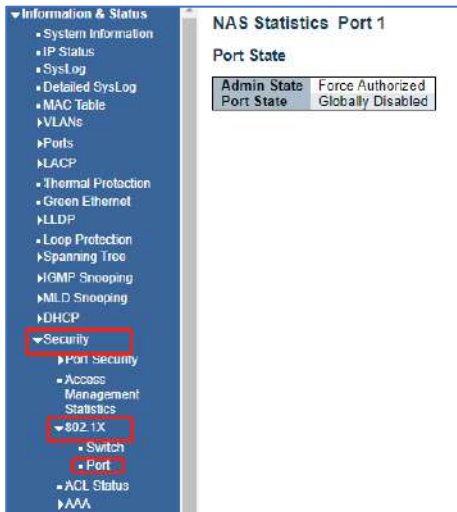 Information & Status
System Information
IP Status
SysLog
Detailed SysLog
MAC Table
VLANs
Ports
LACP
Thermal Protection
Green Ethernet
LLDP
Loop Protection
Spanning Tree
IGMP Snooping
MLD Snooping
DHCP
Security
Port Security
Access
Management
Statistics
802.1X
Switch
Port
ACL Status
AAA
NAS Statistics Port 1
Port State
Admin State Force Authorized
Port State Globally Disabled